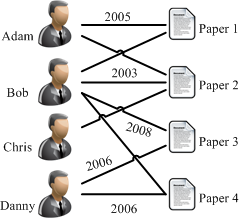 2005
Adam
Paper 1
2003
Bob
Paper 2
2008
Chris
Paper 3
2006
Danny
2006
Paper 4